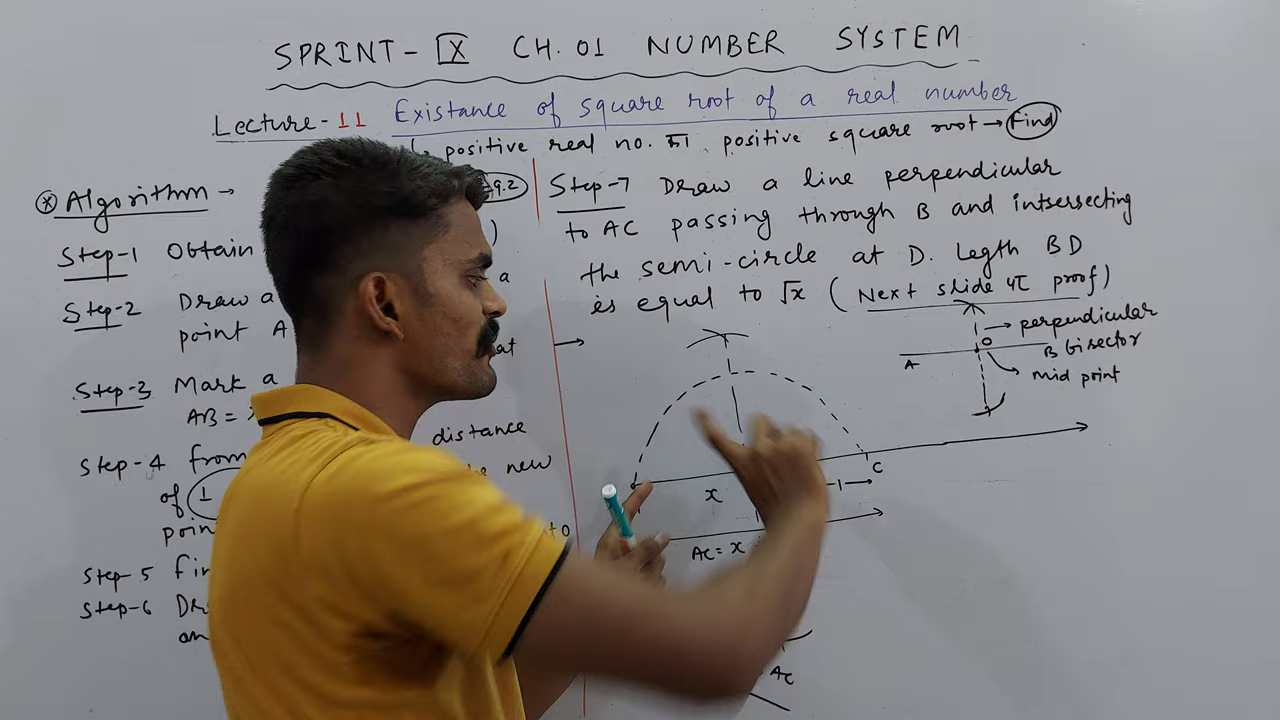 SPRINT-IX CH. 01 NUMBER SYSTEM
Lecture-11 Existance of square root of a real number
positive real no. positive square root → Find
* Algorithm →
9.2
Step-1 Obtain
Step-2 Draw a a
point A
Step-3 Mark a at
AB =
Step-4 from distance
of 1 new
poin to
Step-5 Fin
Step-6 Dr
an
Step-7 Draw a line perpendicular
to AC passing through B and intsersecting
the semi-circle at D. Legth BD
is equal to √x (Next slide proof)
→ perpendicular
A O B bisector
mid point
C
x 1
AC = x
AC